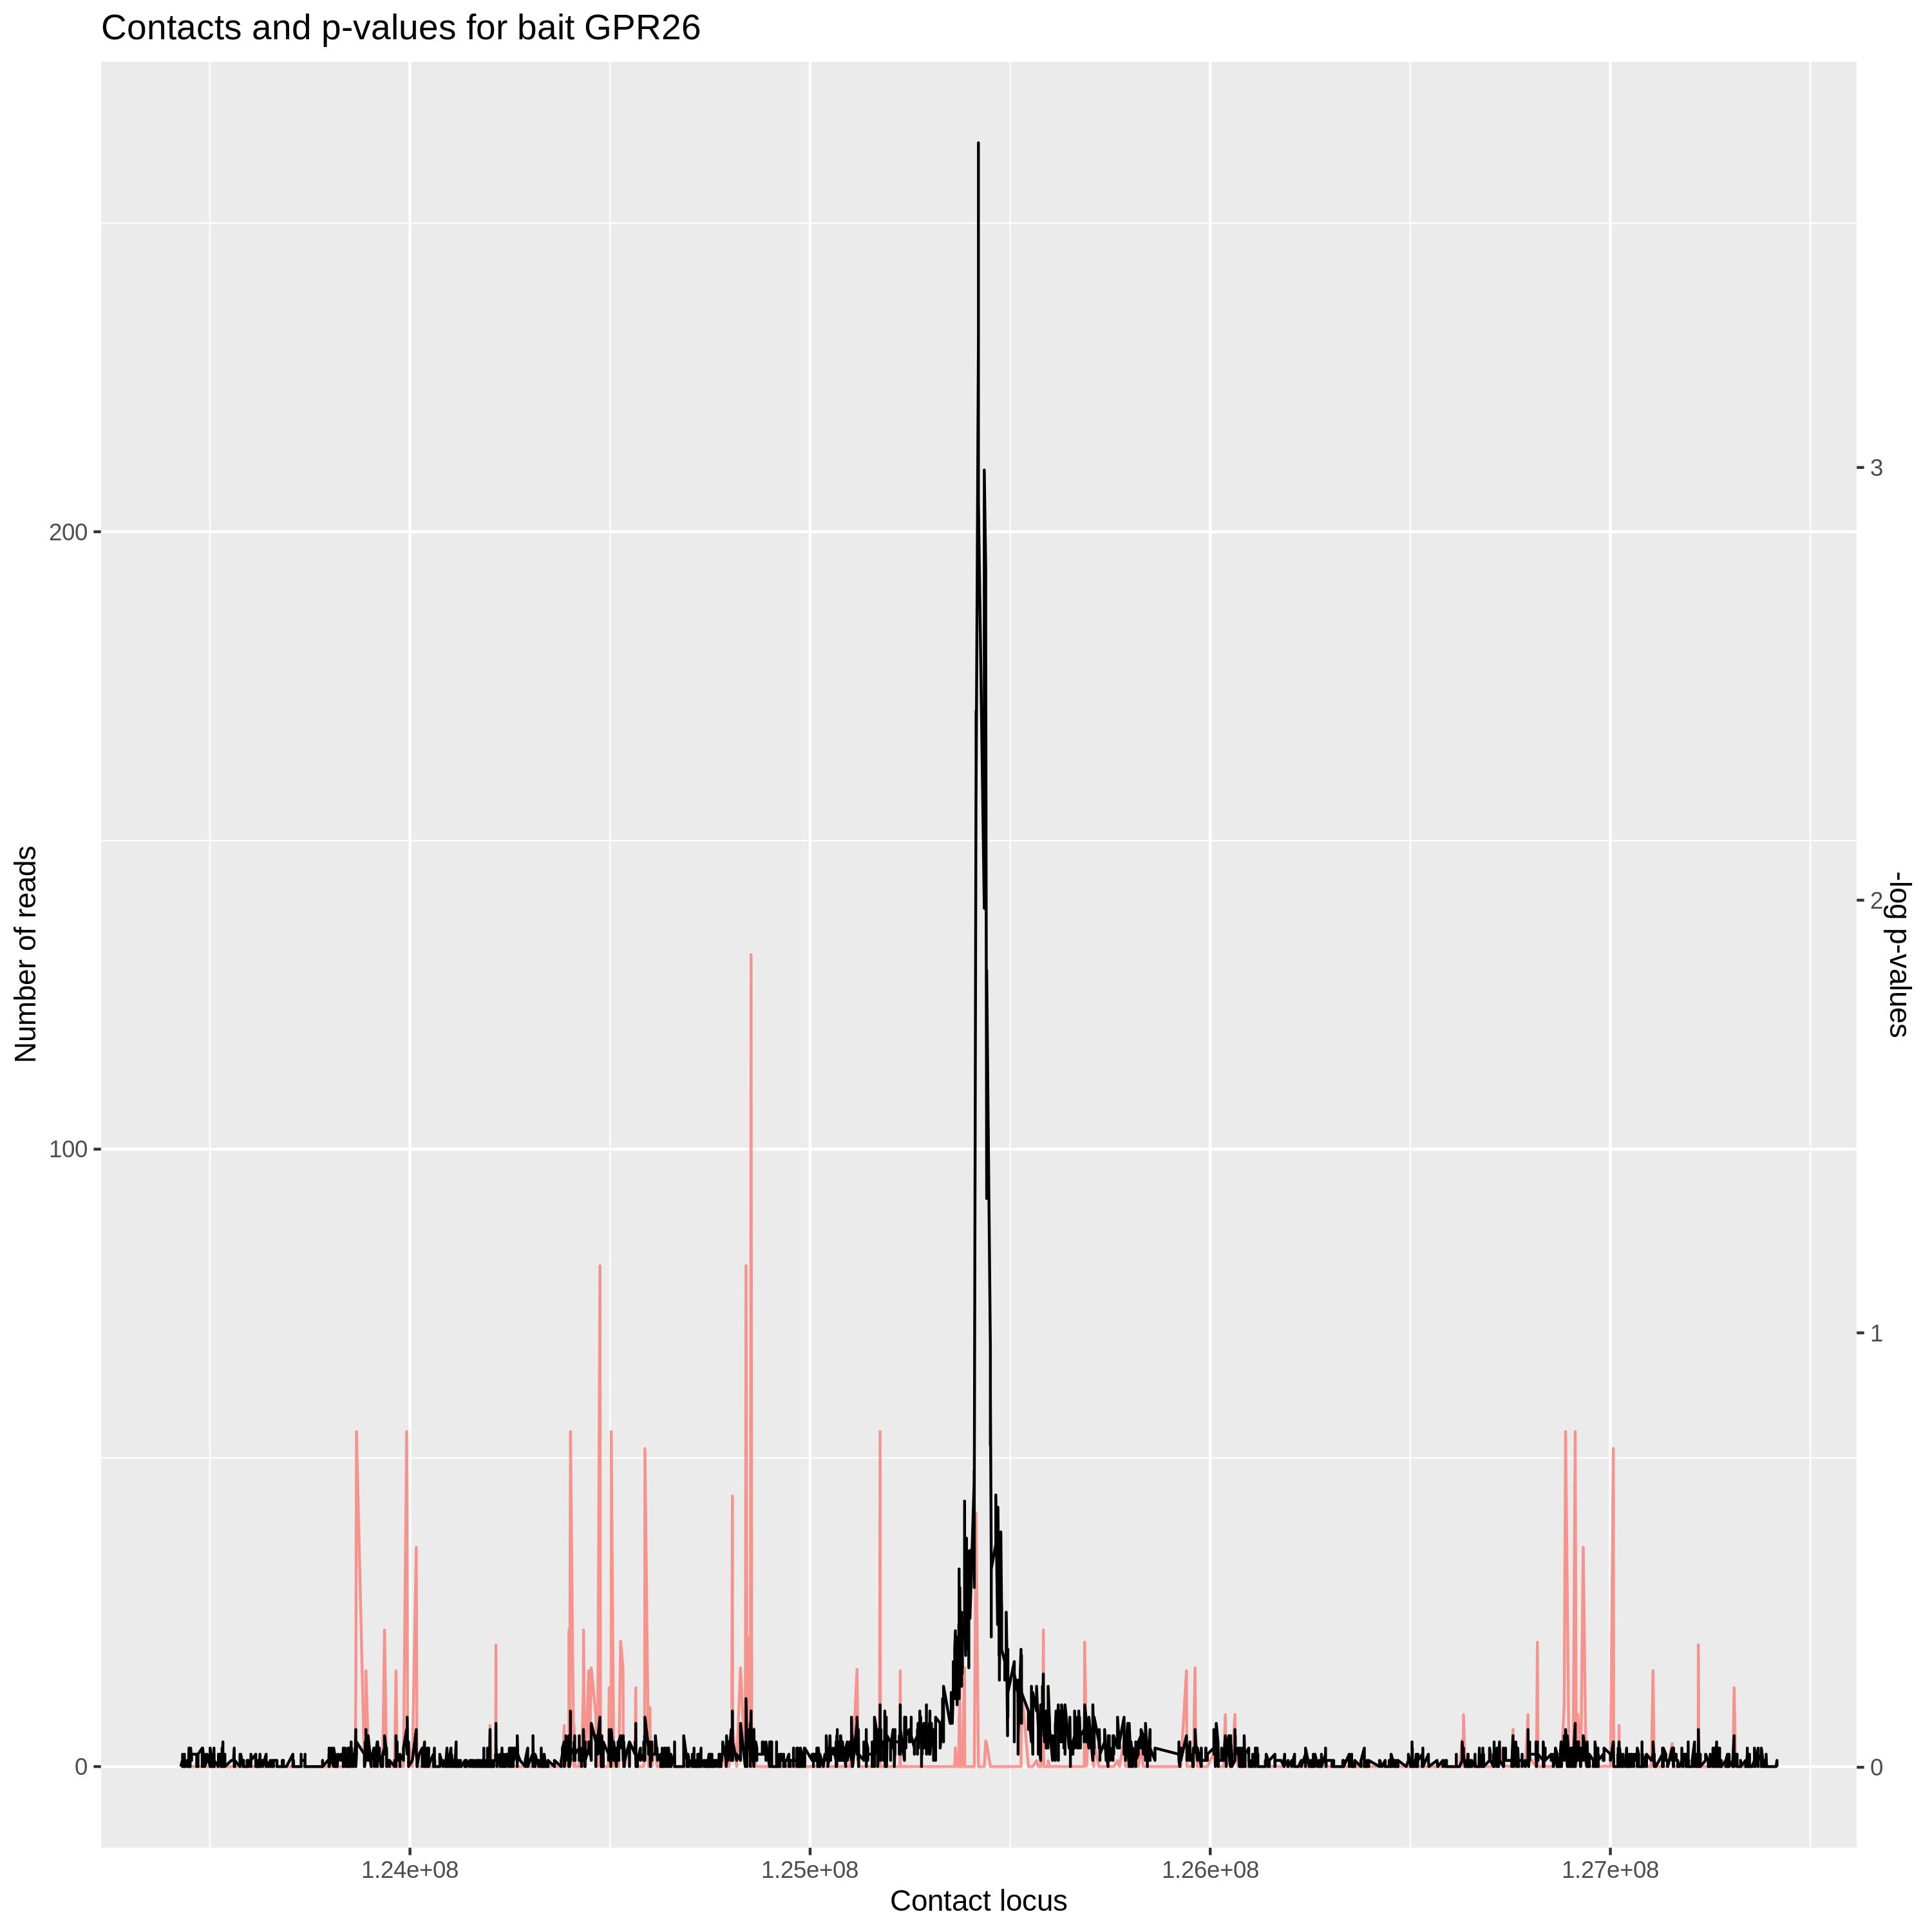 Contacts and p-values for bait GPR26
Number of reads
200
100
0
3
2
1
0
-log p-values
1.24e+08
1.25e+08
1.26e+08
1.27e+08
Contact locus